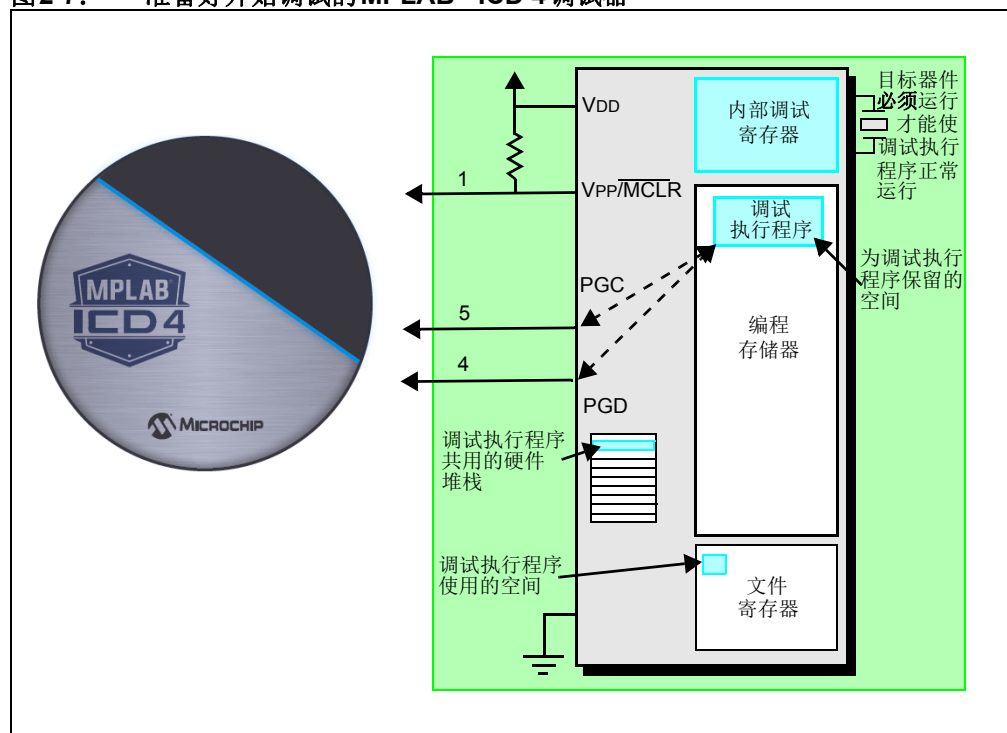 图2-7： 准备好开始调试的MPLAB ICD 4调试器
VDD
内部调试
寄存器
目标器件
必须运行
才能使
调试执行
程序正常
运行
1
VPP/MCLR
调试
执行程序
为调试执行
程序保留的
空间
PGC
5
编程
存储器
4
PGD
MPLAB
ICD4
MICROCHIP
调试执行程序
共用的硬件
堆栈
调试执行程序
使用的空间
文件
寄存器